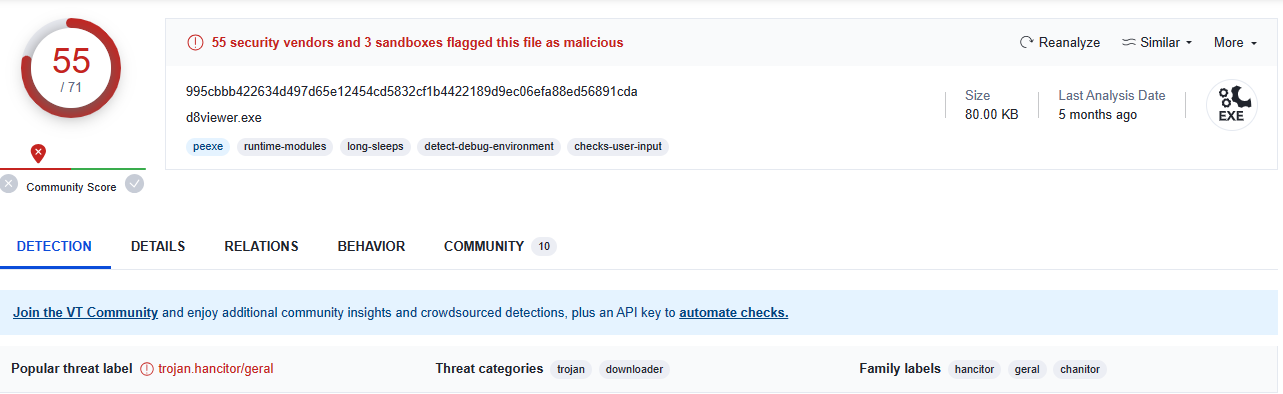 55
/ 71
Community Score
55 security vendors and 3 sandboxes flagged this file as malicious
Reanalyze Similar More
995cbbb422634d497d65e12454cd5832cf1b4422189d9ec06efa88ed56891cda
d8viewer.exe
Size
80.00 KB
Last Analysis Date
5 months ago
EXE
peexe runtime-modules long-sleeps detect-debug-environment checks-user-input
DETECTION DETAILS RELATIONS BEHAVIOR COMMUNITY 10
Join the VT Community and enjoy additional community insights and crowdsourced detections, plus an API key to automate checks.
Popular threat label trojan.hancitor/geral Threat categories trojan downloader Family labels hancitor geral chanitor